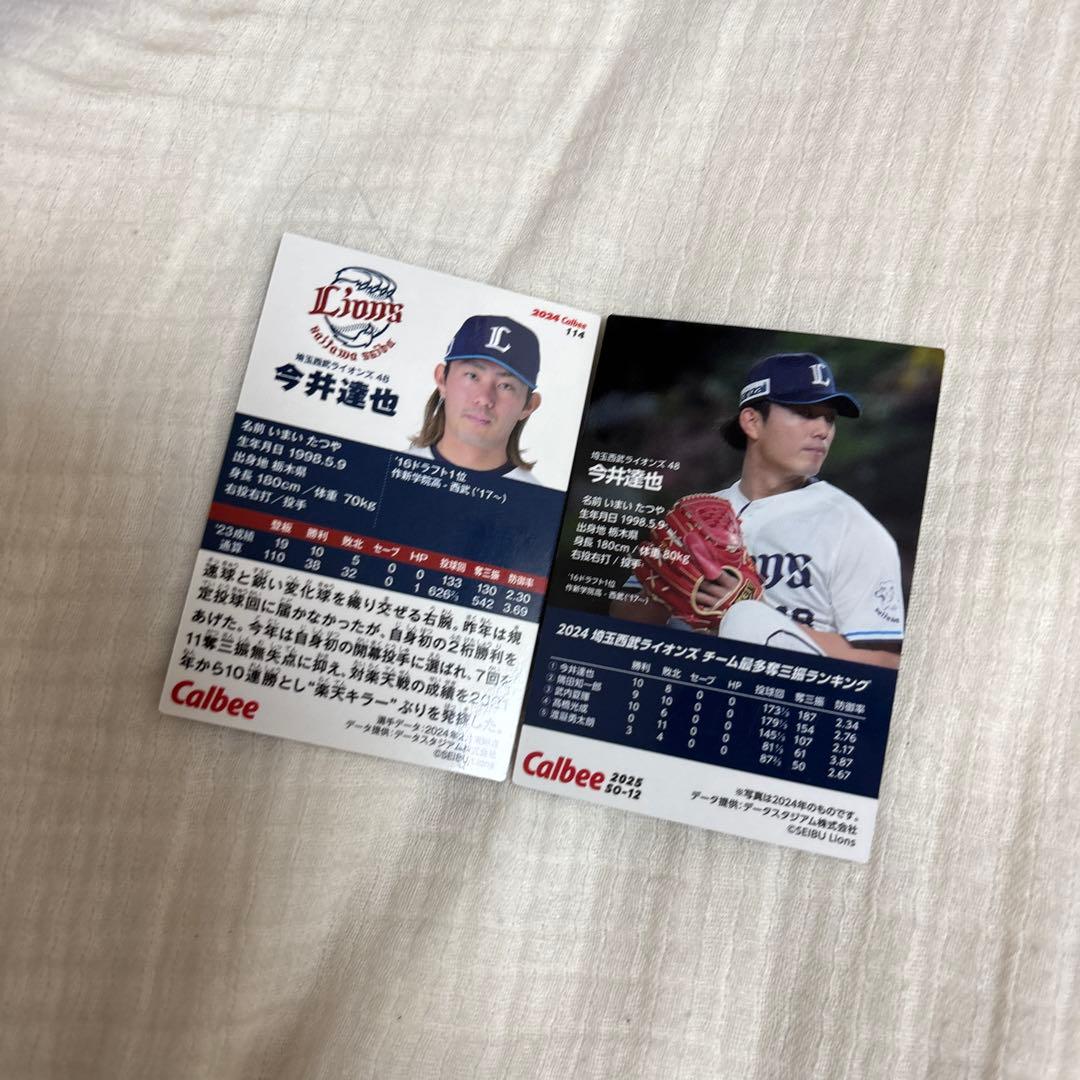 Lions
Saitama Seibu
2024 Calbee
114
埼玉西武ライオンズ 48
今井達也
名前 いまい たつや
生年月日 1998.5.9
出身地 栃木県
身長 180cm／体重 70kg
右投右打／投手
'16ドラフト1位
作新学院高 - 西武('17〜)
登板 勝利 敗北 セーブ HP 投球回 奪三振 防御率
'23成績 19 10 5 0 0 133 130 2.30
通算 110 38 32 0 1 626⅔ 542 3.69
速球と鋭い変化球を織り交ぜる右腕。昨年は規
定投球回に届かなかったが、自身初の2桁勝利を
あげた。今年は自身初の開幕投手に選ばれ、7回を
11奪三振無失点に抑え、対楽天戦の成績を2021
年から10連勝とし"楽天キラー"ぶりを発揮した。
Calbee
選手データ:2024年
データ提供:データスタジアム株式会社
©SEIBU Lions
L
埼玉西武ライオンズ 48
今井達也
名前 いまい たつや
生年月日 1998.5.9
出身地 栃木県
身長 180cm／体重 80kg
右投右打／投手
'16ドラフト1位
作新学院高 - 西武('17〜)
2024 埼玉西武ライオンズ チーム最多奪三振ランキング
勝利 敗北 セーブ HP 投球回 奪三振 防御率
① 今井達也 10 8 0 0 173⅓ 187 2.34
② 隅田知一郎 9 10 0 0 179⅓ 154 2.76
③ 武内夏暉 10 6 0 0 145⅓ 107 2.17
④ 髙橋光成 0 11 0 0 81⅓ 61 3.87
⑤ 渡邉勇太朗 3 4 0 0 87⅔ 50 2.67
Calbee 2025
SO-12
※写真は2024年のものです。
データ提供:データスタジアム株式会社
©SEIBU Lions